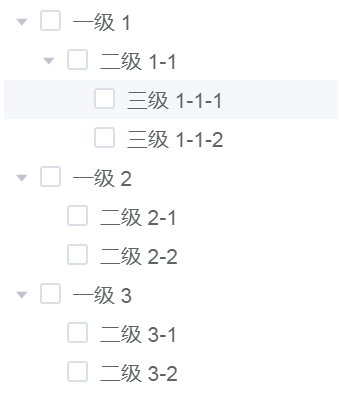 一级 1
二级 1-1
三级 1-1-1
三级 1-1-2
一级 2
二级 2-1
二级 2-2
一级 3
二级 3-1
二级 3-2